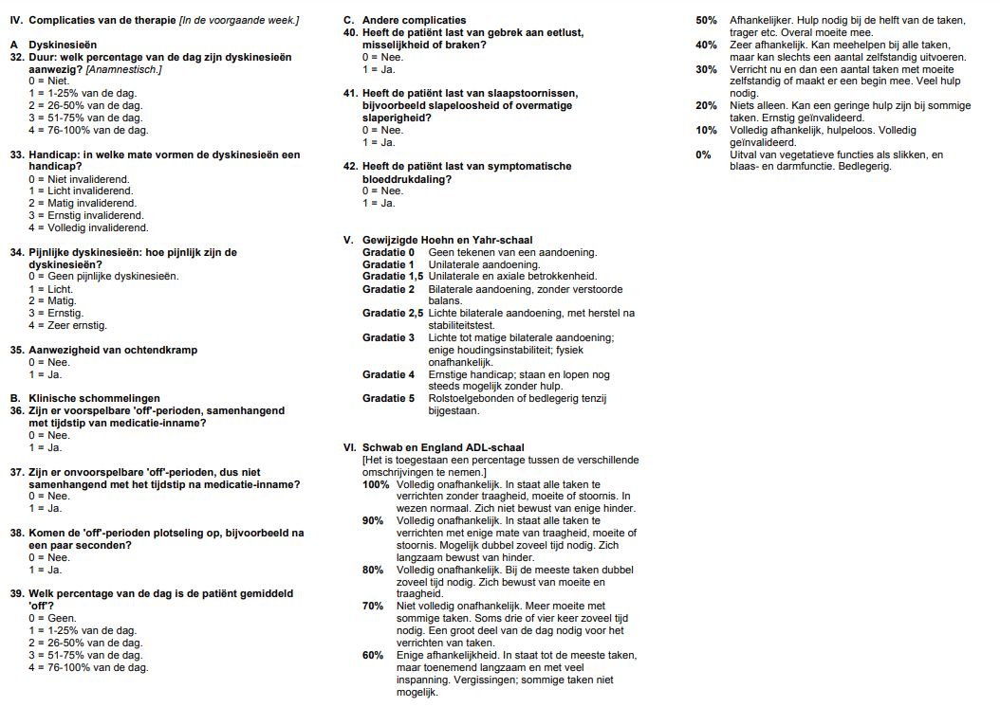 IV. Complicaties van de therapie [In de voorgaande week.]
A Dyskinesieën
32. Duur: welk percentage van de dag zijn dyskinesieën
aanwezig? [Anamnestisch.]
0 = Niet.
1 = 1-25% van de dag.
2 = 26-50% van de dag.
3 = 51-75% van de dag.
4 = 76-100% van de dag.
33. Handicap: in welke mate vormen de dyskinesieën een
handicap?
0 = Niet invaliderend.
1 = Licht invaliderend.
2 = Matig invaliderend.
3 = Ernstig invaliderend.
4 = Volledig invaliderend.
34. Pijnlijke dyskinesieën: hoe pijnlijk zijn de
dyskinesieën?
0 = Geen pijnlijke dyskinesieën.
1 = Licht.
2 = Matig.
3 = Ernstig.
4 = Zeer ernstig.
35. Aanwezigheid van ochtendkramp
0 = Nee.
1 = Ja.
B. Klinische schommelingen
36. Zijn er voorspelbare 'off'-perioden, samenhangend
met tijdstip van medicatie-inname?
0 = Nee.
1 = Ja.
37. Zijn er onvoorspelbare 'off'-perioden, dus niet
samenhangend met het tijdstip na medicatie-inname?
0 = Nee.
1 = Ja.
38. Komen de 'off'-perioden plotseling op, bijvoorbeeld na
een paar seconden?
0 = Nee.
1 = Ja.
39. Welk percentage van de dag is de patiënt gemiddeld
'off'?
0 = Geen.
1 = 1-25% van de dag.
2 = 26-50% van de dag.
3 = 51-75% van de dag.
4 = 76-100% van de dag.
C. Andere complicaties
40. Heeft de patiënt last van gebrek aan eetlust,
misselijkheid of braken?
0 = Nee.
1 = Ja.
41. Heeft de patiënt last van slaapstoornissen,
bijvoorbeeld slapeloosheid of overmatige
slaperigheid?
0 = Nee.
1 = Ja.
42. Heeft de patiënt last van symptomatische
bloeddrukdaling?
0 = Nee.
1 = Ja.
V. Gewijzigde Hoehn en Yahr-schaal
Gradatie 0 Geen tekenen van een aandoening.
Gradatie 1 Unilaterale aandoening.
Gradatie 1,5 Unilaterale en axiale betrokkenheid.
Gradatie 2 Bilaterale aandoening, zonder verstoorde
balans.
Gradatie 2,5 Lichte bilaterale aandoening, met herstel na
stabiliteitstest.
Gradatie 3 Lichte tot matige bilaterale aandoening;
enige houdingsinstabiliteit; fysiek
onafhankelijk.
Gradatie 4 Ernstige handicap; staan en lopen nog
steeds mogelijk zonder hulp.
Gradatie 5 Rolstoelgebonden of bedlegerig tenzij
bijgestaan.
VI. Schwab en England ADL-schaal
[Het is toegestaan een percentage tussen de verschillende
omschrijvingen te nemen.]
100% Volledig onafhankelijk. In staat alle taken te
verrichten zonder traagheid, moeite of stoornis. In
wezen normaal. Zich niet bewust van enige hinder.
90% Volledig onafhankelijk. In staat alle taken te
verrichten met enige mate van traagheid, moeite of
stoornis. Mogelijk dubbel zoveel tijd nodig. Zich
langzaam bewust van hinder.
80% Volledig onafhankelijk. Bij de meeste taken dubbel
zoveel tijd nodig. Zich bewust van moeite en
traagheid.
70% Niet volledig onafhankelijk. Meer moeite met
sommige taken. Soms drie of vier keer zoveel tijd
nodig. Een groot deel van de dag nodig voor het
verrichten van taken.
60% Enige afhankelijkheid. In staat tot de meeste taken,
maar toenemend langzaam en met veel
inspanning. Vergissingen; sommige taken niet
mogelijk.
50% Afhankelijker. Hulp nodig bij de helft van de taken,
trager etc. Overal moeite mee.
40% Zeer afhankelijk. Kan meehelpen bij alle taken,
maar kan slechts een aantal zelfstandig uitvoeren.
30% Verricht nu en dan een aantal taken met moeite
zelfstandig of maakt er een begin mee. Veel hulp
nodig.
20% Niets alleen. Kan een geringe hulp zijn bij sommige
taken. Ernstig geïnvalideerd.
10% Volledig afhankelijk, hulpeloos. Volledig
geïnvalideerd.
0% Uitval van vegetatieve functies als slikken, en
blaas- en darmfunctie. Bedlegerig.